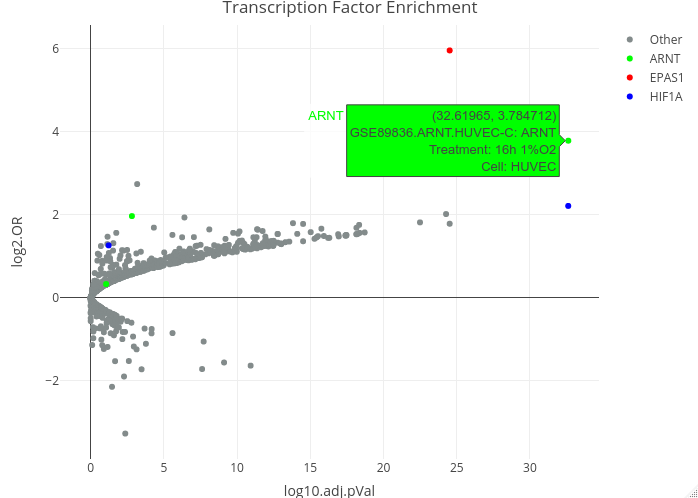 Transcription Factor Enrichment
6
4
2
0
−2
log2.OR
0
5
10
15
20
25
30
log10.adj.pVal
Other
ARNT
EPAS1
HIF1A
ARNT
(32.61965, 3.784712)
GSE89836.ARNT.HUVEC-C: ARNT
Treatment: 16h 1%O2
Cell: HUVEC